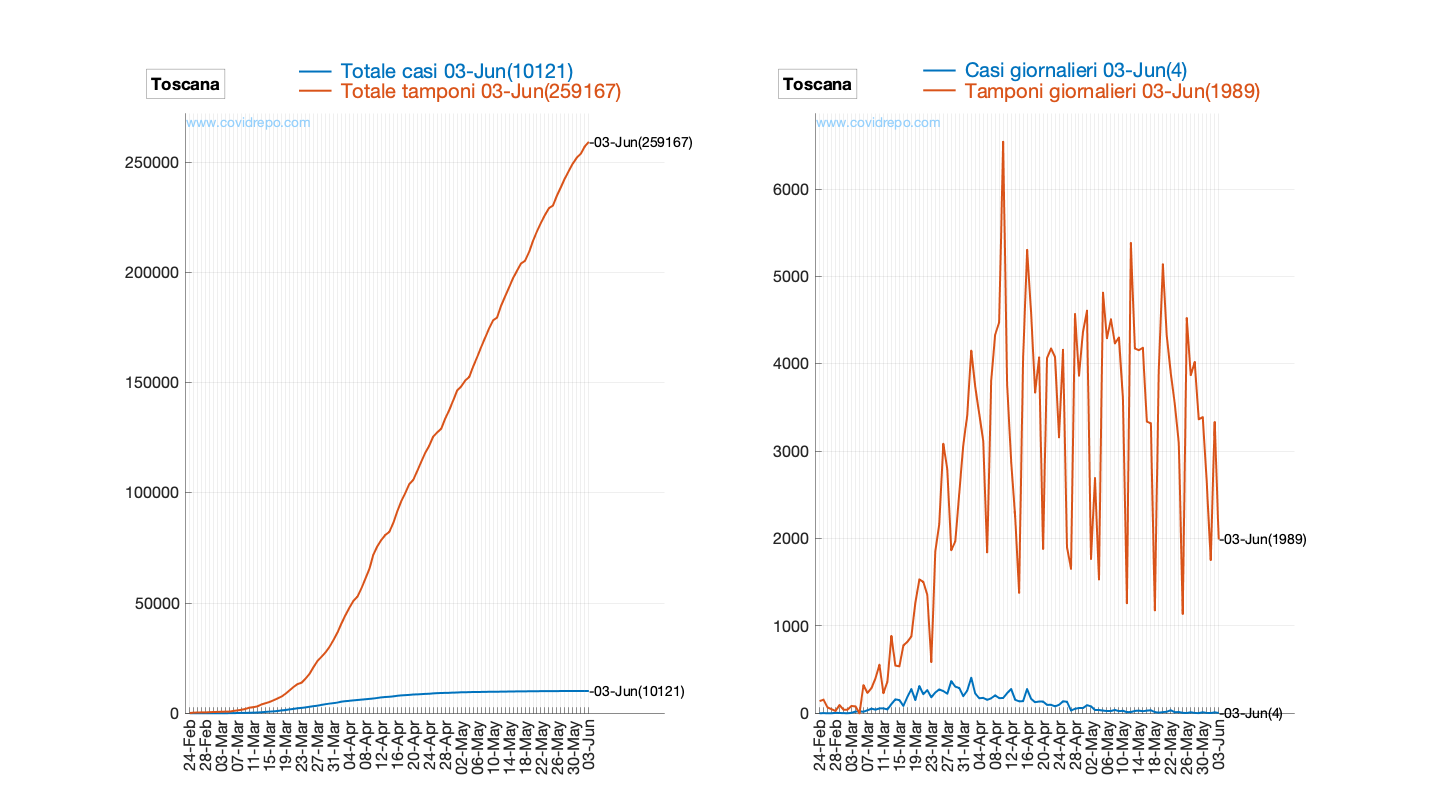 Toscana
Totale casi 03-Jun(10121)
Totale tamponi 03-Jun(259167)
www.covidrepo.com
-03-Jun(259167)
250000
200000
150000
100000
50000
0
-03-Jun(10121)
24-Feb
28-Feb
03-Mar
07-Mar
11-Mar
15-Mar
19-Mar
23-Mar
27-Mar
31-Mar
04-Apr
08-Apr
12-Apr
16-Apr
20-Apr
24-Apr
28-Apr
02-May
06-May
10-May
14-May
18-May
22-May
26-May
30-May
03-Jun
Toscana
Casi giornalieri 03-Jun(4)
Tamponi giornalieri 03-Jun(1989)
www.covidrepo.com
6000
5000
4000
3000
2000
1000
0
-03-Jun(1989)
-03-Jun(4)
24-Feb
28-Feb
03-Mar
07-Mar
11-Mar
15-Mar
19-Mar
23-Mar
27-Mar
31-Mar
04-Apr
08-Apr
12-Apr
16-Apr
20-Apr
24-Apr
28-Apr
02-May
06-May
10-May
14-May
18-May
22-May
26-May
30-May
03-Jun